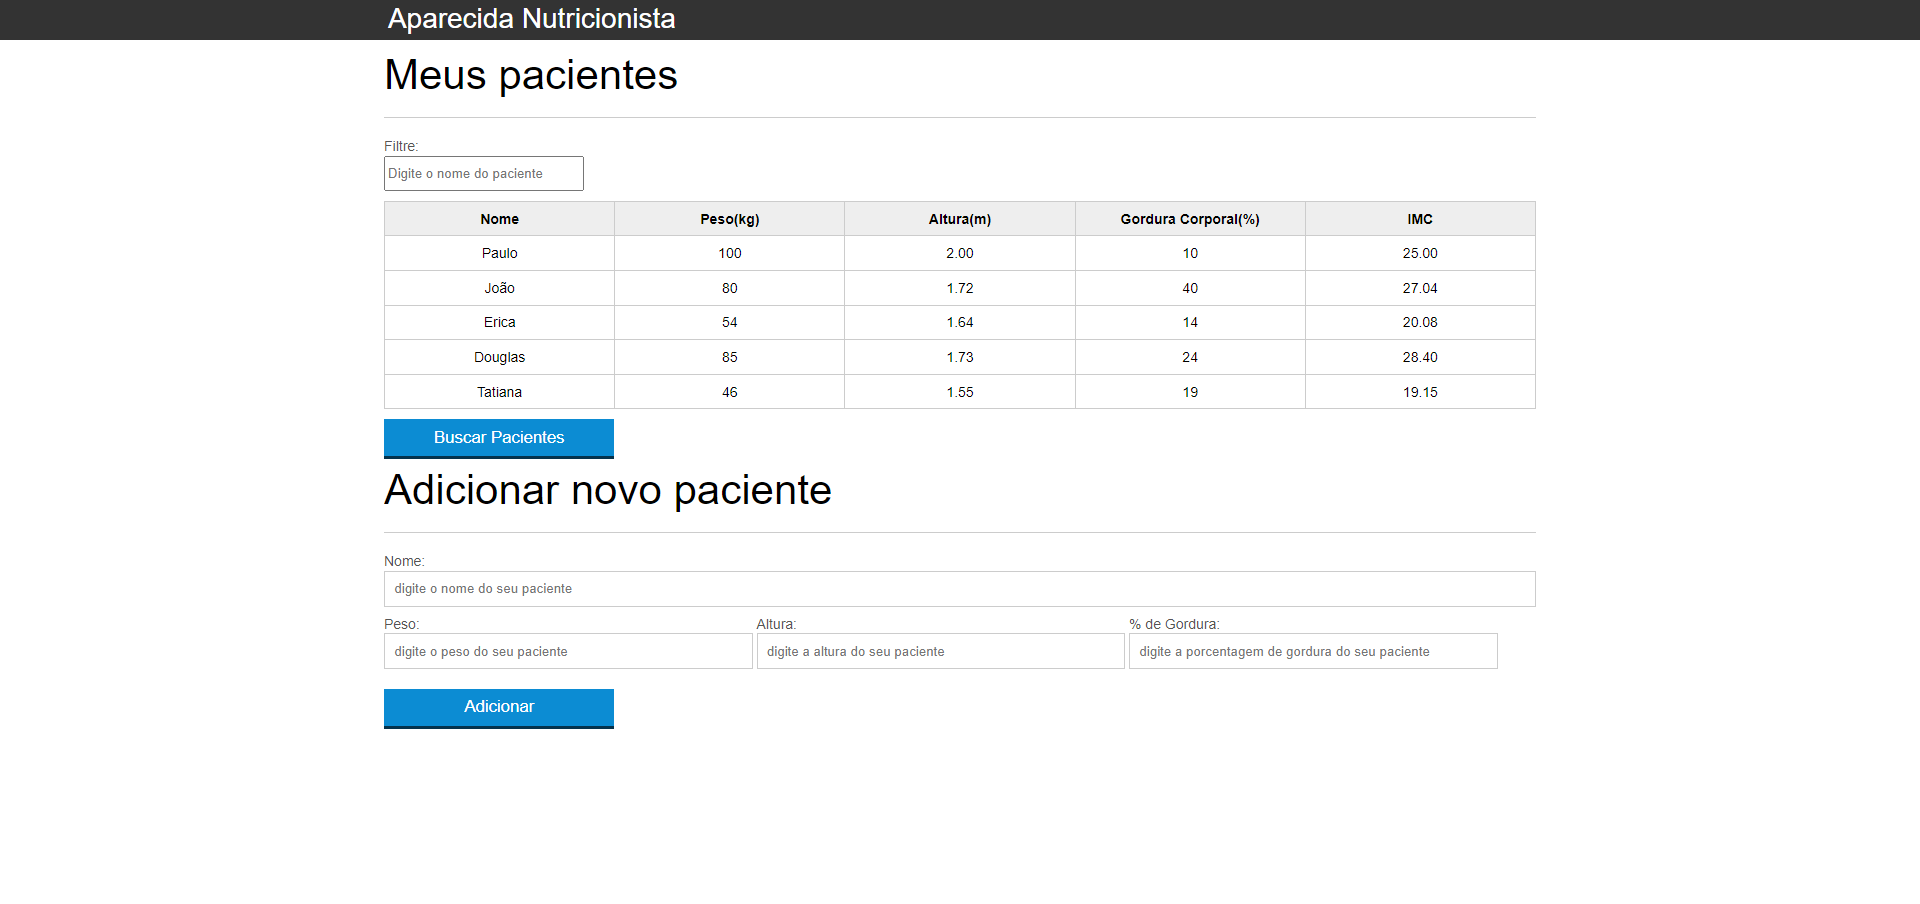 Aparecida Nutricionista
Meus pacientes
Filtre:
Digite o nome do paciente
Nome Peso(kg) Altura(m) Gordura Corporal(%) IMC
Paulo 100 2.00 10 25.00
João 80 1.72 40 27.04
Erica 54 1.64 14 20.08
Douglas 85 1.73 24 28.40
Tatiana 46 1.55 19 19.15
Buscar Pacientes
Adicionar novo paciente
Nome:
digite o nome do seu paciente
Peso: Altura: % de Gordura:
digite o peso do seu paciente digite a altura do seu paciente digite a porcentagem de gordura do seu paciente
Adicionar